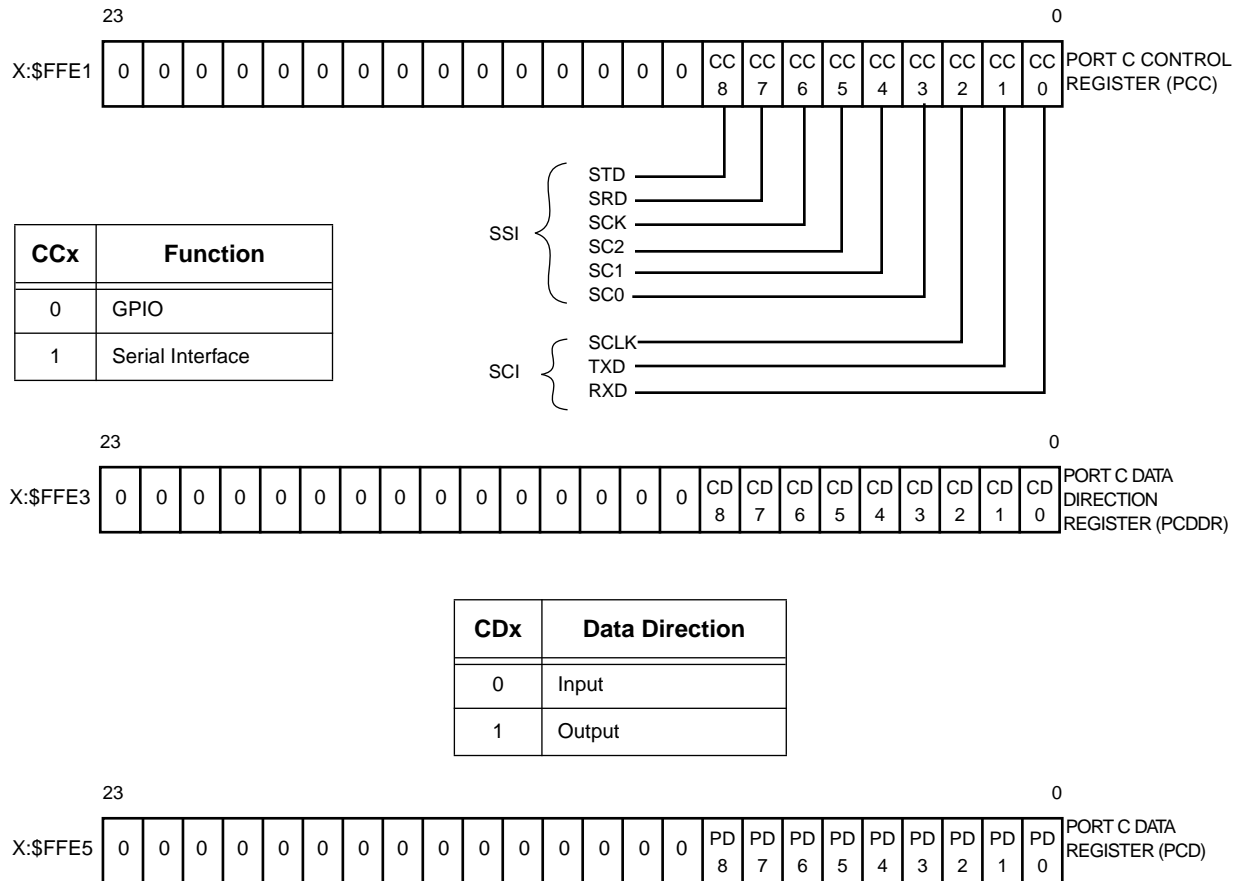 23 0
X:$FFE1 0 0 0 0 0 0 0 0 0 0 0 0 0 0 0 CC 8 CC 7 CC 6 CC 5 CC 4 CC 3 CC 2 CC 1 CC 0 PORT C CONTROL
REGISTER (PCC)
STD
SRD
SCK
SSI
SC2
SC1
SC0
SCLK
SCI
TXD
RXD
CCx Function
0 GPIO
1 Serial Interface
23 0
X:$FFE3 0 0 0 0 0 0 0 0 0 0 0 0 0 0 0 CD 8 CD 7 CD 6 CD 5 CD 4 CD 3 CD 2 CD 1 CD 0 PORT C DATA
DIRECTION
REGISTER (PCDDR)
CDx Data Direction
0 Input
1 Output
23 0
X:$FFE5 0 0 0 0 0 0 0 0 0 0 0 0 0 0 0 PD 8 PD 7 PD 6 PD 5 PD 4 PD 3 PD 2 PD 1 PD 0 PORT C DATA
REGISTER (PCD)